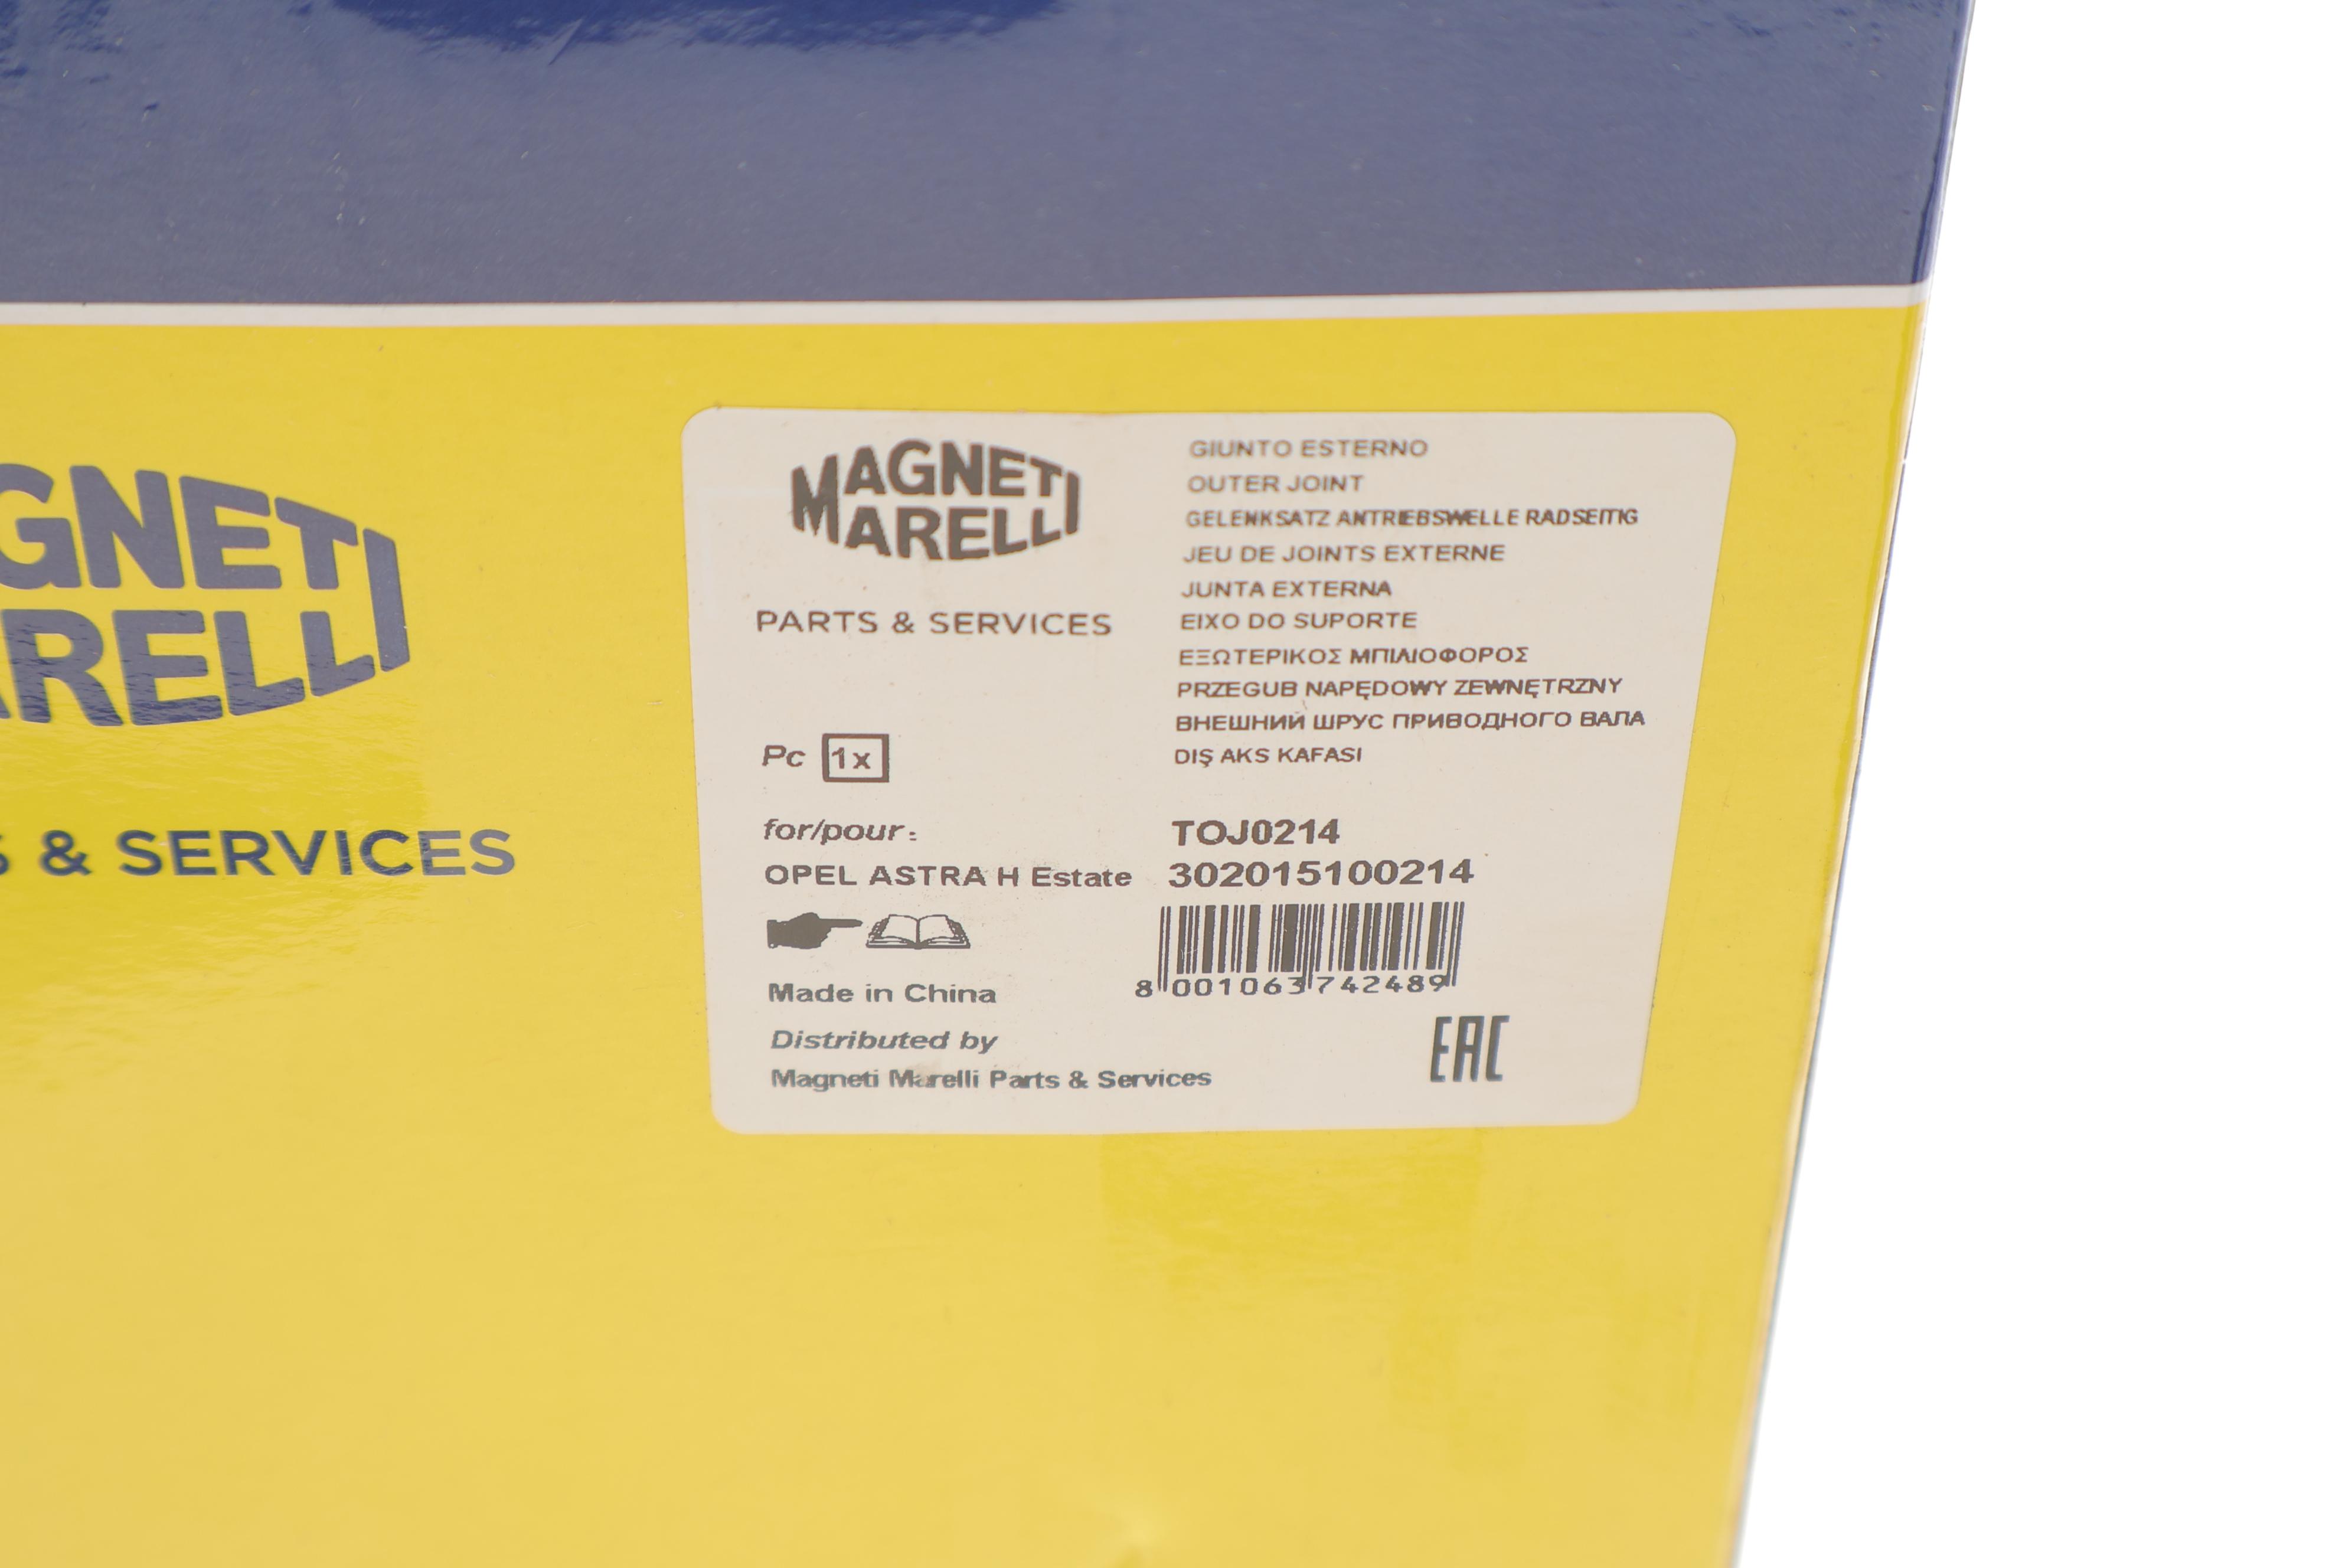 GNETI
RELLI
& SERVICES
MAGNETI
MARELLI
PARTS & SERVICES
Pc 1x
for/pour:
OPEL ASTRA H Estate
Made in China
Distributed by
Magneti Marelli Parts & Services
GIUNTO ESTERNO
OUTER JOINT
GELENKSATZ ANTRIEBSWELLE RADSEITIG
JEU DE JOINTS EXTERNE
JUNTA EXTERNA
EIXO DO SUPORTE
ΕΞΩΤΕΡΙΚΟΣ ΜΠΙΛΙΟΦΟΡΟΣ
PRZEGUB NAPĘDOWY ZEWNĘTRZNY
ВНЕШНИЙ ШРУС ПРИВОДНОГО ВАЛА
DIŞ AKS KAFASI
TOJ0214
302015100214
8 001063 742489
EAC